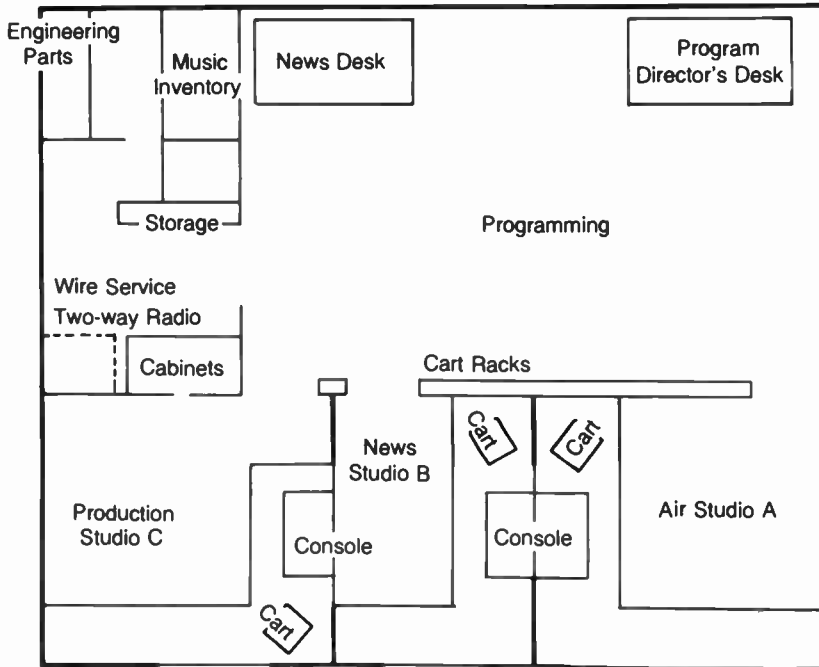 Engineering
Parts
Music
Inventory
News Desk
Program
Director's Desk
Storage
Programming
Wire Service
Two-way Radio
Cabinets
Cart Racks
Cart
Cart
News
Studio B
Production
Studio C
Console
Console
Air Studio A
Cart